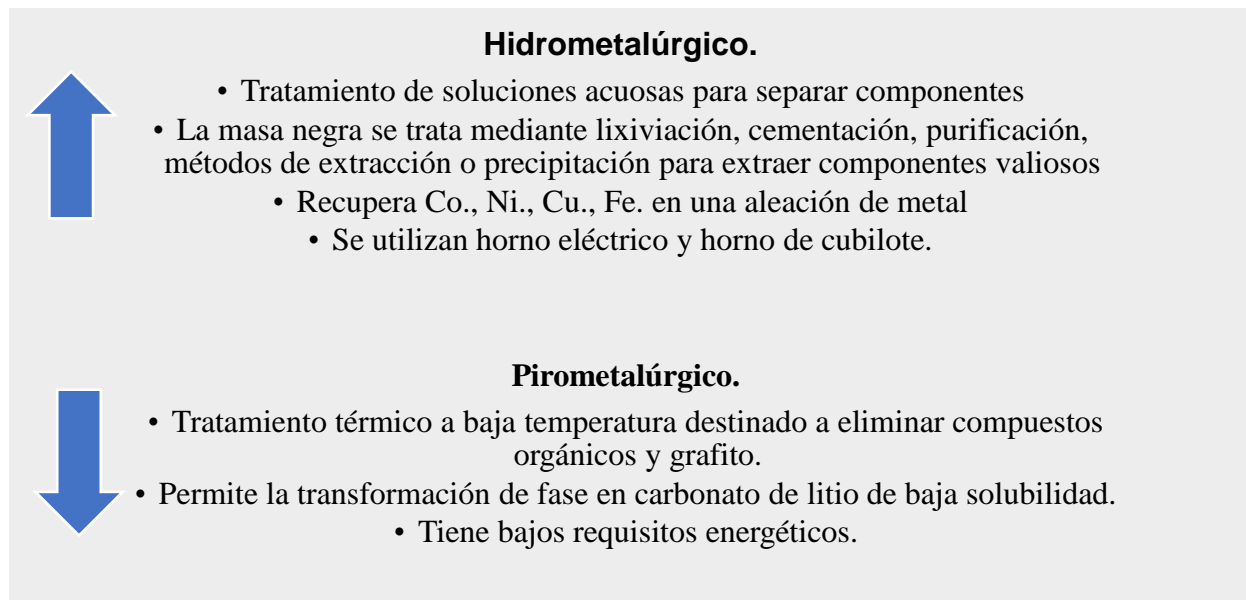 Hidrometalúrgico.
• Tratamiento de soluciones acuosas para separar componentes
• La masa negra se trata mediante lixiviación, cementación, purificación,
métodos de extracción o precipitación para extraer componentes valiosos
• Recupera Co., Ni., Cu., Fe. en una aleación de metal
• Se utilizan horno eléctrico y horno de cubilote.
Pirometalúrgico.
• Tratamiento térmico a baja temperatura destinado a eliminar compuestos
orgánicos y grafito.
• Permite la transformación de fase en carbonato de litio de baja solubilidad.
• Tiene bajos requisitos energéticos.